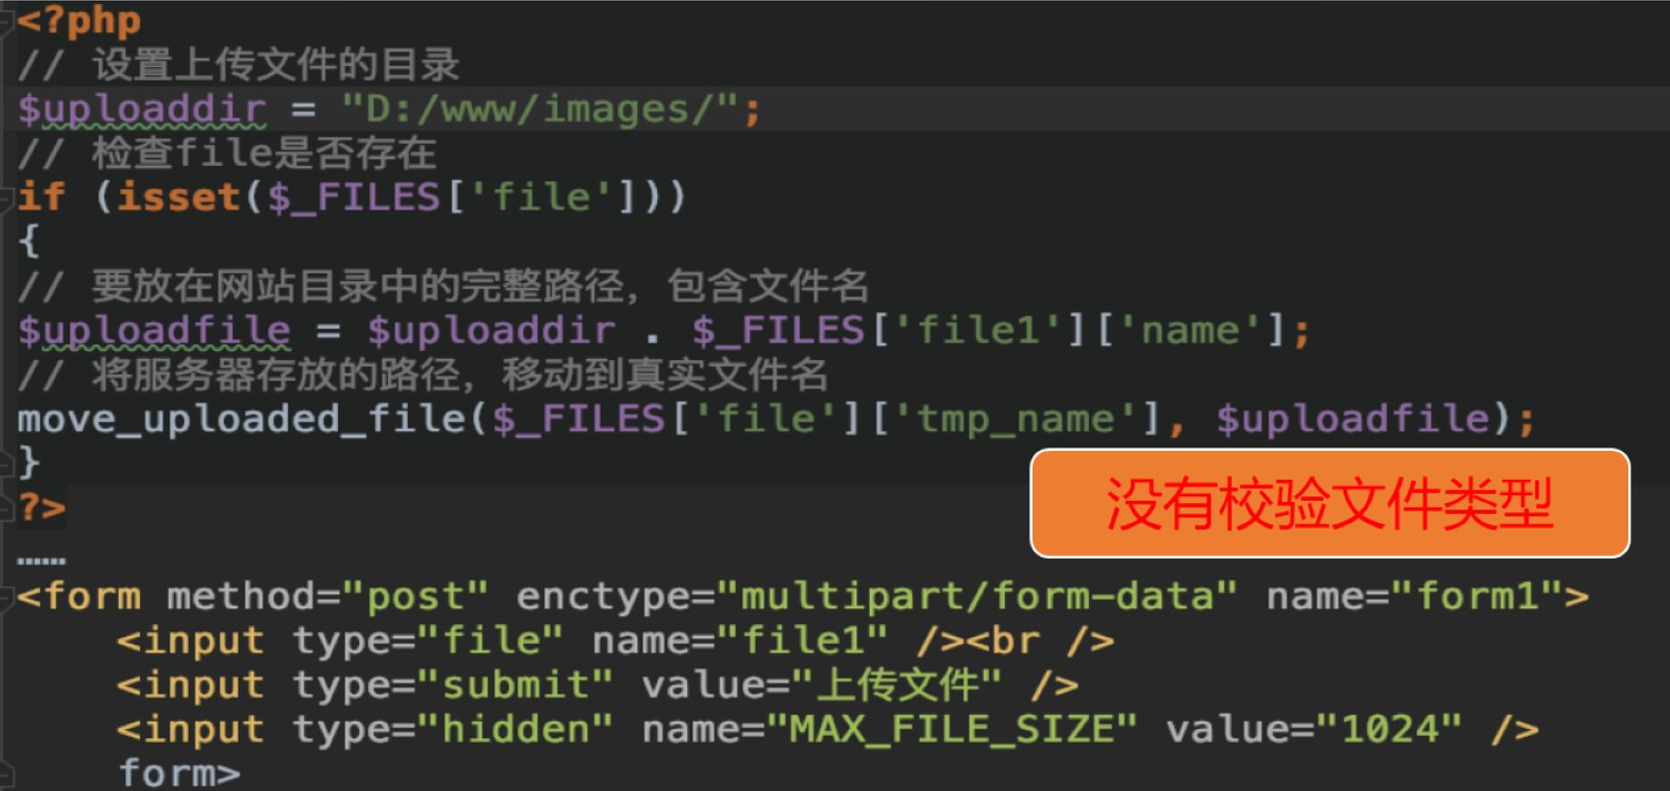 <?php
// 设置上传文件的目录
$uploaddir = "D:/www/images/";
// 检查file是否存在
if (isset($_FILES['file']))
{
// 要放在网站目录中的完整路径，包含文件名
$uploadfile = $uploaddir . $_FILES['file1']['name'];
// 将服务器存放的路径，移动到真实文件名
move_uploaded_file($_FILES['file']['tmp_name'], $uploadfile);
}
?>
没有校验文件类型
……
<form method="post" enctype="multipart/form-data" name="form1">
    <input type="file" name="file1" /><br />
    <input type="submit" value="上传文件" />
    <input type="hidden" name="MAX_FILE_SIZE" value="1024" />
    form>